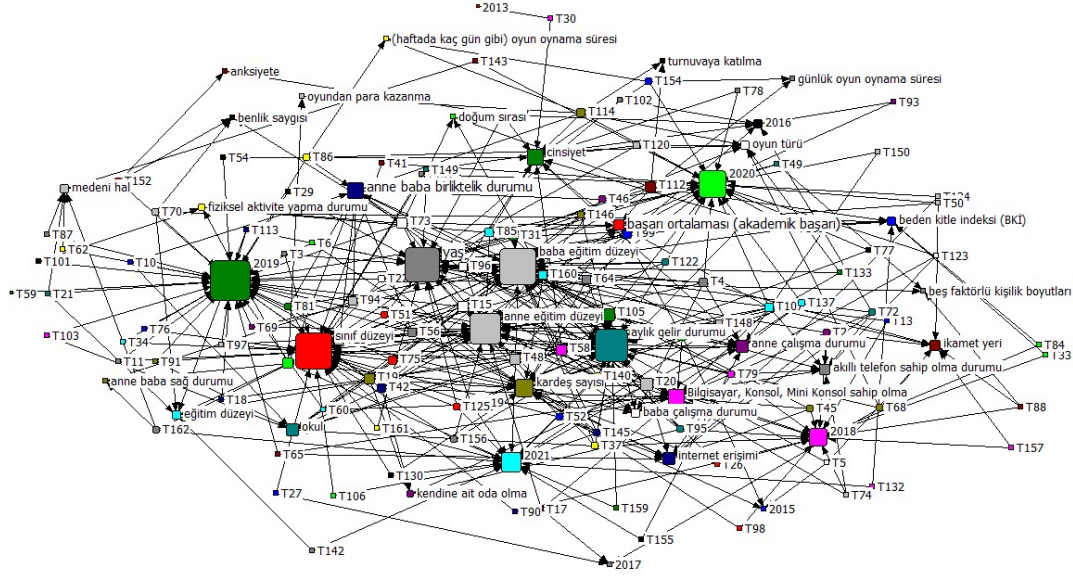 2013
T30
(haftada kaç gün gibi) oyun oynama süresi
T143
turnuvaya katılma
anksiyete
T154
günlük oyun oynama süresi
T78
oyundan para kazanma
T102
T93
T114
benlik saygısı
doğum sırası
2016
T120
oyun türü
T150
T54
T86
T41
cinsiyet
T149
T49
T152
2020
medeni hal
anne baba birliktelik durumu
T112
T29
T46
T50
fiziksel aktivite yapma durumu
T70
T73
T146
başarı ortalaması (akademik başarı)
beden kitle indeksi (BKİ)
T87
T113
T85
T31
T99
T62
T6
T77
T3
yaş
baba eğitim düzeyi
T123
T101
T10
2019
T96
T122
T160
T133
T22
T64
T4
T59
T21
beş faktörlü kişilik boyutları
T94
T15
T81
T107
T137
T51
T105
T72
anne eğitim düzeyi
T13
T76
T69
T56
T148
T2
T103
sınıf düzeyi
aylık gelir durumu
T34
T97
T58
anne çalışma durumu
ikamet yeri
T84
T11
T91
T75
T48
T33
akıllı telefon sahip olma durumu
T19
T140
T79
anne baba sağ durumu
T42
kardeş sayısı
T20
Bilgisayar, Konsol, Mini Konsol sahip olma
T18
T60
T125
T45
T68
T88
eğitim düzeyi
baba çalışma durumu
T52
T162
okul
T161
T95
T145
2018
T156
T37
T157
T65
2021
internet erişimi
T26
T5
T130
T132
T27
T106
kendine ait oda olma
T74
T90
T17
T159
2015
T98
T155
T142
2017